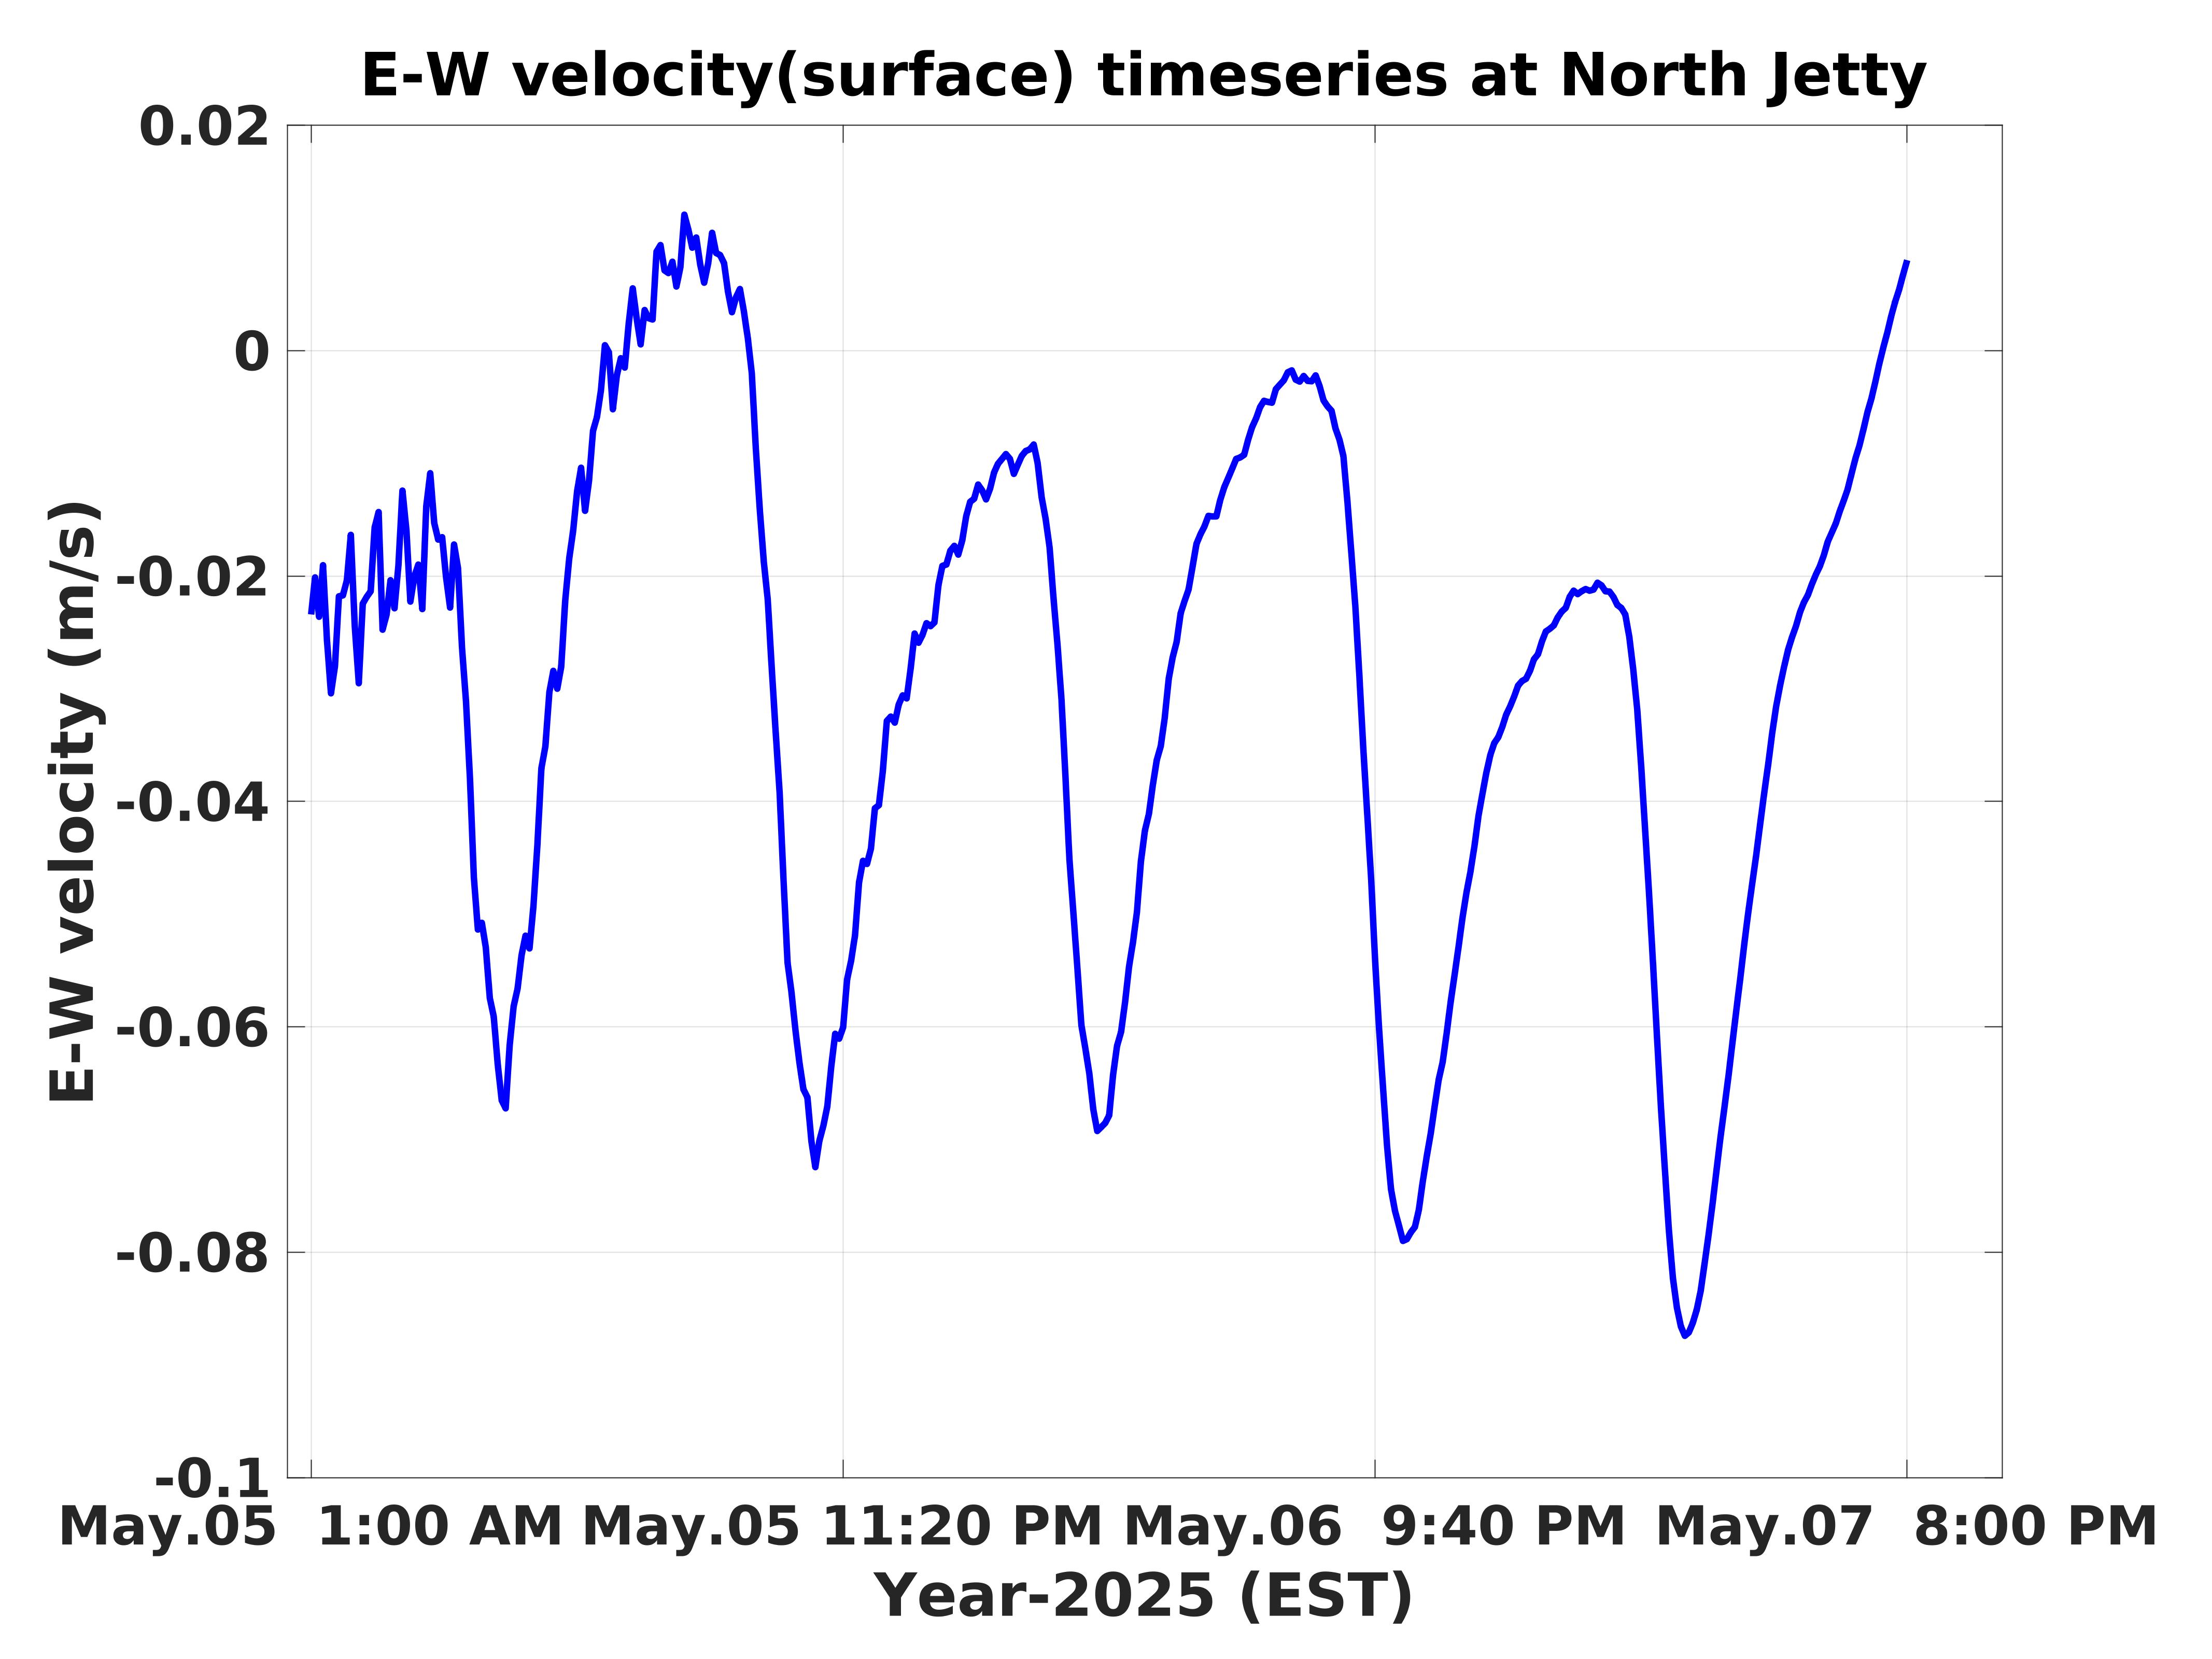 E-W velocity(surface) timeseries at North Jetty
0.02
0
-0.02
-0.04
-0.06
-0.08
-0.1
E-W velocity (m/s)
May.05 1:00 AM May.05 11:20 PM May.06 9:40 PM May.07 8:00 PM
Year-2025 (EST)